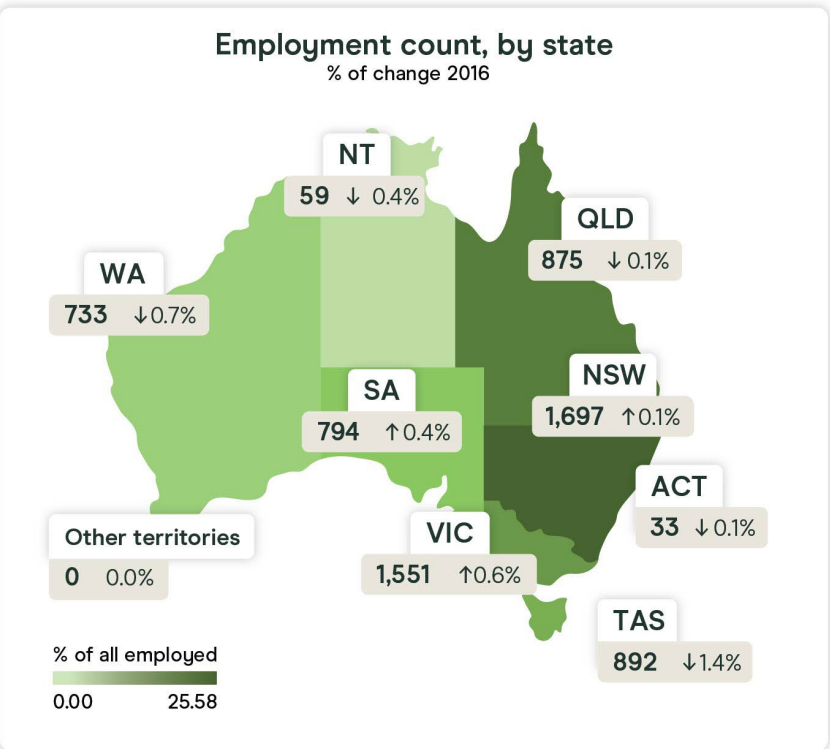 Employment count, by state
% of change 2016
NT
59 ↓ 0.4%
QLD
875 ↓ 0.1%
WA
733 ↓ 0.7%
NSW
1,697 ↑ 0.1%
SA
794 ↑ 0.4%
ACT
33 ↓ 0.1%
Other territories
0 0.0%
VIC
1,551 ↑ 0.6%
TAS
892 ↓ 1.4%
% of all employed
0.00 25.58